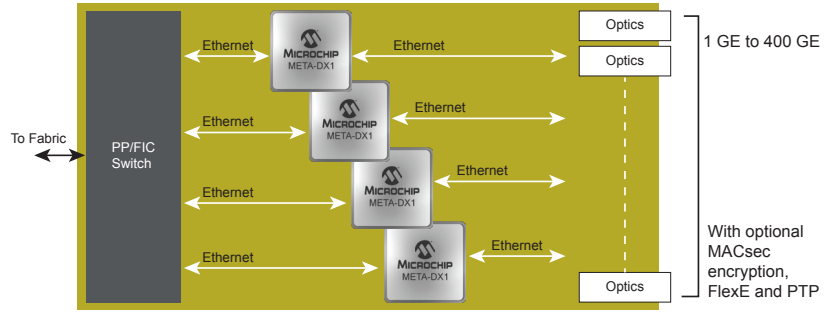 Ethernet
MICROCHIP
META-DX1
Ethernet
Optics
1 GE to 400 GE
Optics
Ethernet
MICROCHIP
META-DX1
Ethernet
To Fabric
PP/FIC
Switch
Ethernet
MICROCHIP
META-DX1
Ethernet
Ethernet
MICROCHIP
META-DX1
Ethernet
Optics
With optional
MACsec
encryption,
FlexE and PTP